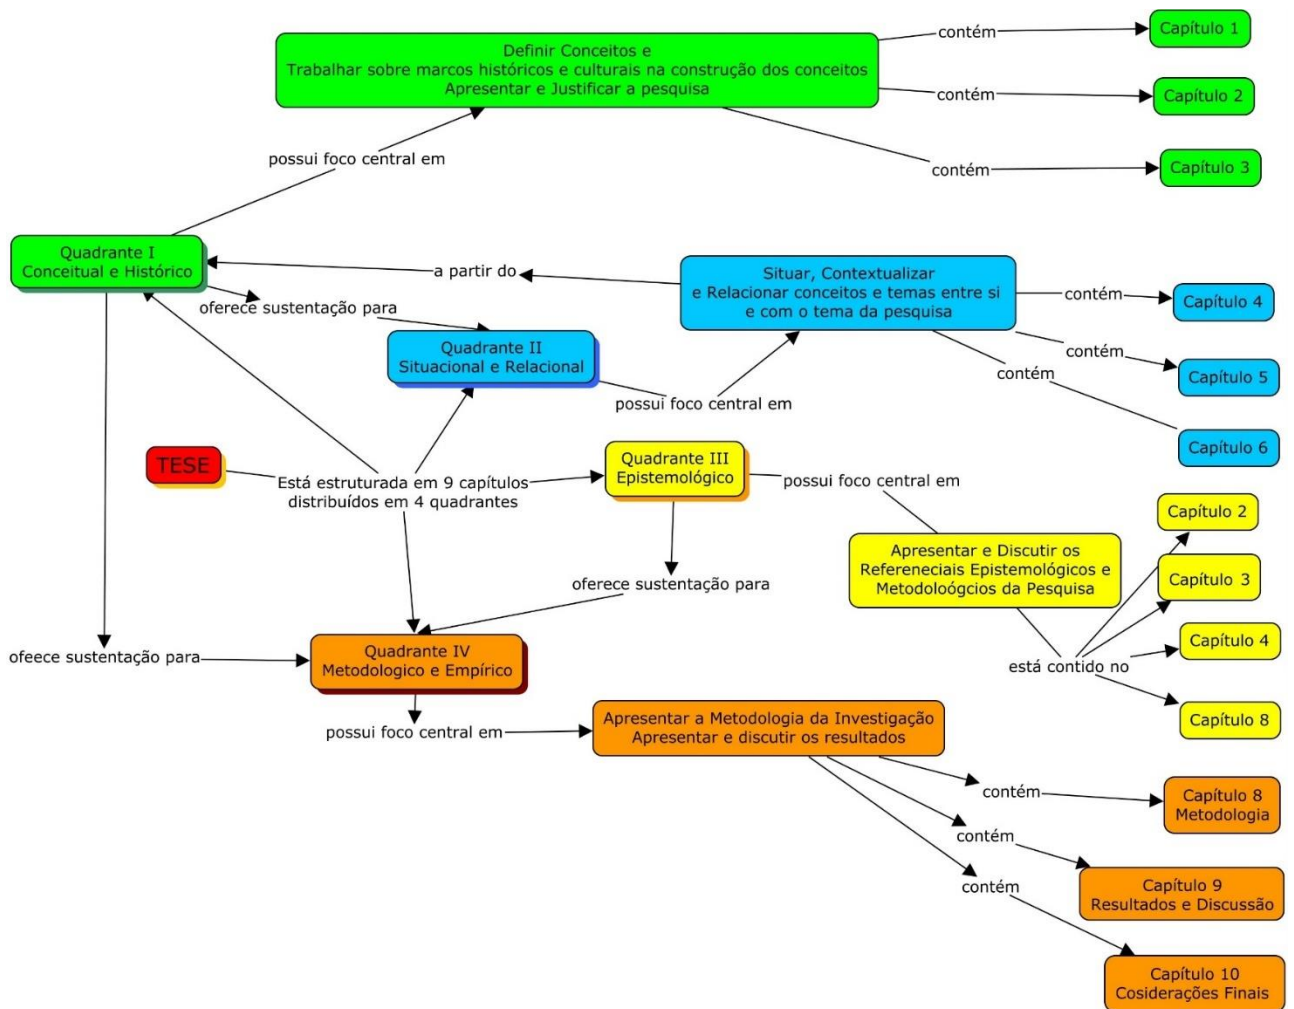 Definir Conceitos e
Trabalhar sobre marcos históricos e culturais na construção dos conceitos
Apresentar e Justificar a pesquisa
contém
Capítulo 1
contém
Capítulo 2
contém
Capítulo 3
possui foco central em
Quadrante I
Conceitual e Histórico
a partir do
oferece sustentação para
Situar, Contextualizar
e Relacionar conceitos e temas entre si
e com o tema da pesquisa
contém
Capítulo 4
contém
Capítulo 5
contém
Capítulo 6
Quadrante II
Situacional e Relacional
possui foco central em
TESE
Está estruturada em 9 capítulos
distribuídos em 4 quadrantes
Quadrante III
Epistemológico
possui foco central em
Apresentar e Discutir os
Refereneciais Epistemológicos e
Metodoloógcios da Pesquisa
está contido no
Capítulo 2
Capítulo 3
Capítulo 4
Capítulo 8
oferece sustentação para
ofeece sustentação para
Quadrante IV
Metodologico e Empírico
possui foco central em
Apresentar a Metodologia da Investigação
Apresentar e discutir os resultados
contém
Capítulo 8
Metodologia
contém
Capítulo 9
Resultados e Discussão
contém
Capítulo 10
Cosiderações Finais